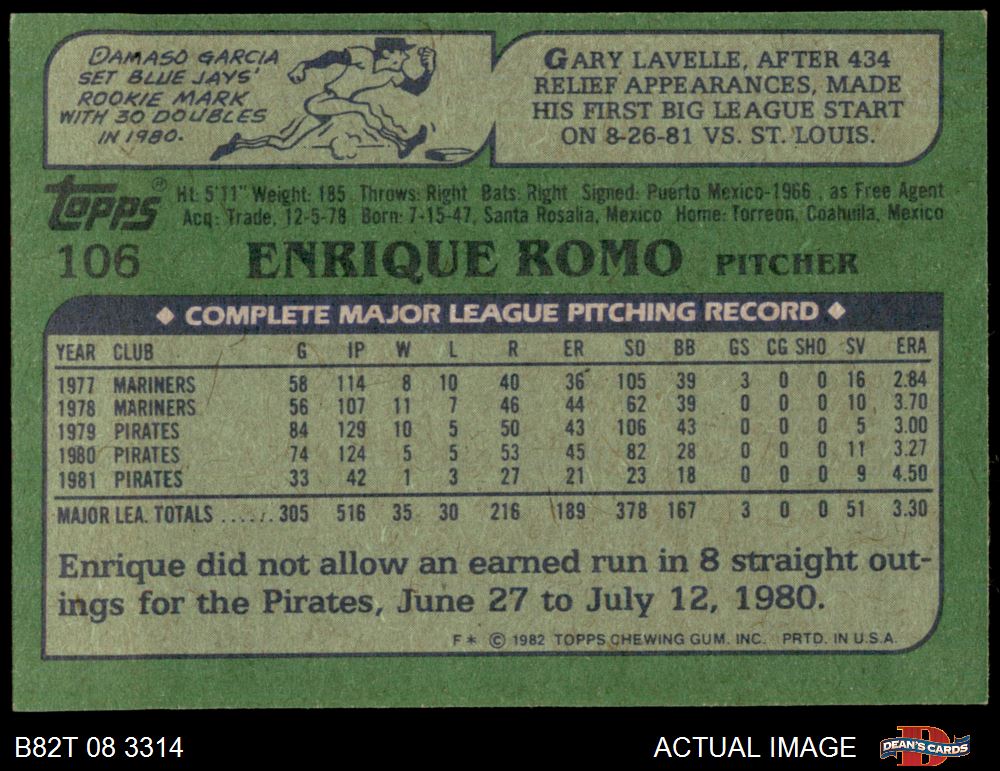 DAMASO GARCIA
SET BLUE JAYS'
ROOKIE MARK
WITH 30 DOUBLES
IN 1980.
GARY LAVELLE, AFTER 434
RELIEF APPEARANCES, MADE
HIS FIRST BIG LEAGUE START
ON 8-26-81 VS. ST. LOUIS.
Topps®
Ht: 5'11" Weight: 185 Throws: Right Bats: Right Signed: Puerto Mexico-1966, as Free Agent
Acq: Trade, 12-5-78 Born: 7-15-47, Santa Rosalia, Mexico Home: Torreon, Coahuila, Mexico
106 ENRIQUE ROMO PITCHER
◆ COMPLETE MAJOR LEAGUE PITCHING RECORD ◆
YEAR CLUB G IP W L R ER SO BB GS CG SHO SV ERA
1977 MARINERS 58 114 8 10 40 36 105 39 3 0 0 16 2.84
1978 MARINERS 56 107 11 7 46 44 62 39 0 0 0 10 3.70
1979 PIRATES 84 129 10 5 50 43 106 43 0 0 0 5 3.00
1980 PIRATES 74 124 5 5 53 45 82 28 0 0 0 11 3.27
1981 PIRATES 33 42 1 3 27 21 23 18 0 0 0 9 4.50
MAJOR LEA. TOTALS ...... 305 516 35 30 216 189 378 167 3 0 0 51 3.30
Enrique did not allow an earned run in 8 straight out-
ings for the Pirates, June 27 to July 12, 1980.
F* © 1982 TOPPS CHEWING GUM. INC. PRTD. IN U.S.A.
B82T 08 3314 ACTUAL IMAGE D DEAN'S CARDS